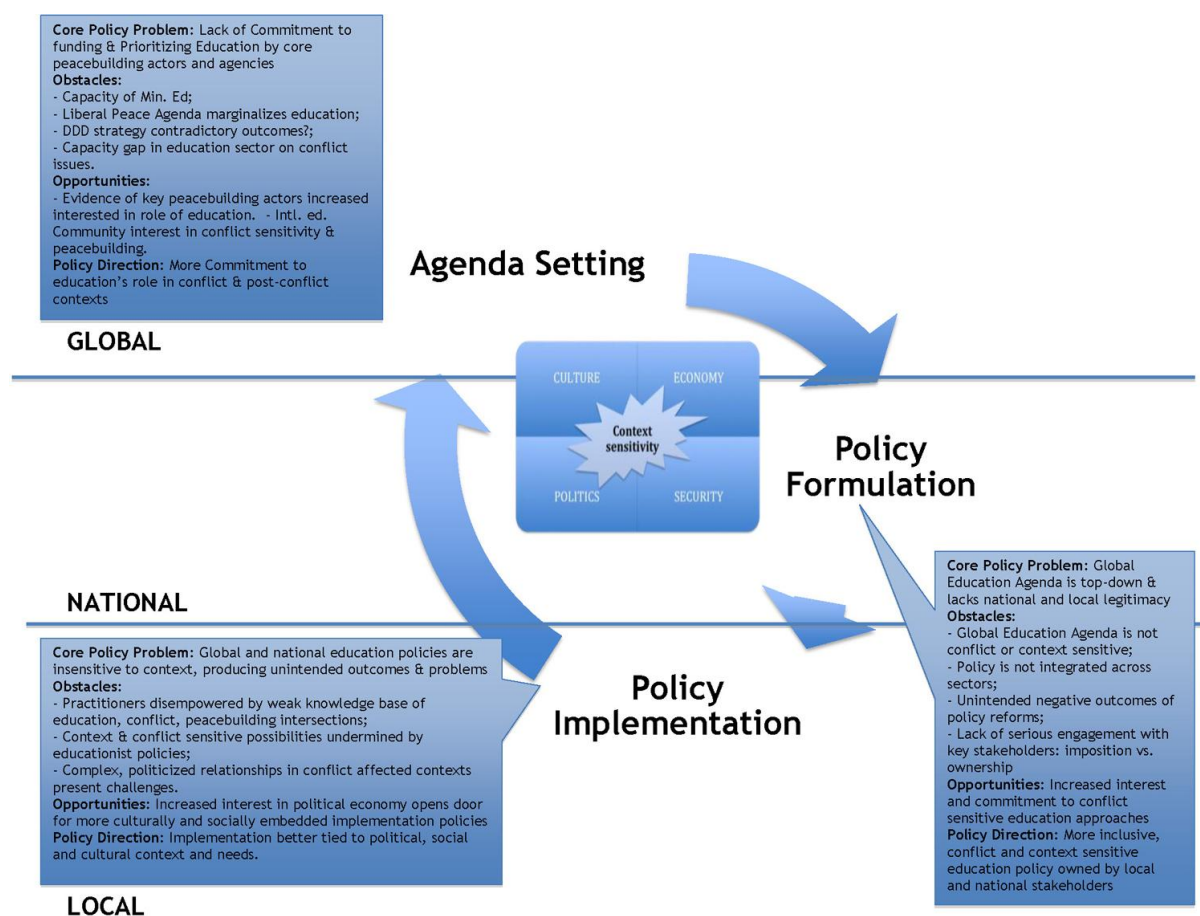 Core Policy Problem: Lack of Commitment to
funding & Prioritizing Education by core
peacebuilding actors and agencies
Obstacles:
- Capacity of Min. Ed;
- Liberal Peace Agenda marginalizes education;
- DDD strategy contradictory outcomes?;
- Capacity gap in education sector on conflict
issues.
Opportunities:
- Evidence of key peacebuilding actors increased
interested in role of education.  - Intl. ed.
Community interest in conflict sensitivity &
peacebuilding.
Policy Direction: More Commitment to
education's role in conflict & post-conflict
contexts
Agenda Setting
GLOBAL
CULTURE
ECONOMY
Context
sensitivity
POLITICS
SECURITY
Policy
Formulation
NATIONAL
Core Policy Problem: Global
Education Agenda is top-down &
lacks national and local legitimacy
Obstacles:
- Global Education Agenda is not
conflict or context sensitive;
- Policy is not integrated across
sectors;
- Unintended negative outcomes of
policy reforms;
- Lack of serious engagement with
key stakeholders: imposition vs.
ownership
Opportunities: Increased interest
and commitment to conflict
sensitive education approaches
Policy Direction: More inclusive,
conflict and context sensitive
education policy owned by local
and national stakeholders
Core Policy Problem: Global and national education policies are
insensitive to context, producing unintended outcomes & problems
Obstacles:
- Practitioners disempowered by weak knowledge base of
education, conflict, peacebuilding intersections;
- Context & conflict sensitive possibilities undermined by
educationist policies;
- Complex, politicized relationships in conflict affected contexts
present challenges.
Opportunities: Increased interest in political economy opens door
for more culturally and socially embedded implementation policies
Policy Direction: Implementation better tied to political, social
and cultural context and needs.
Policy
Implementation
LOCAL